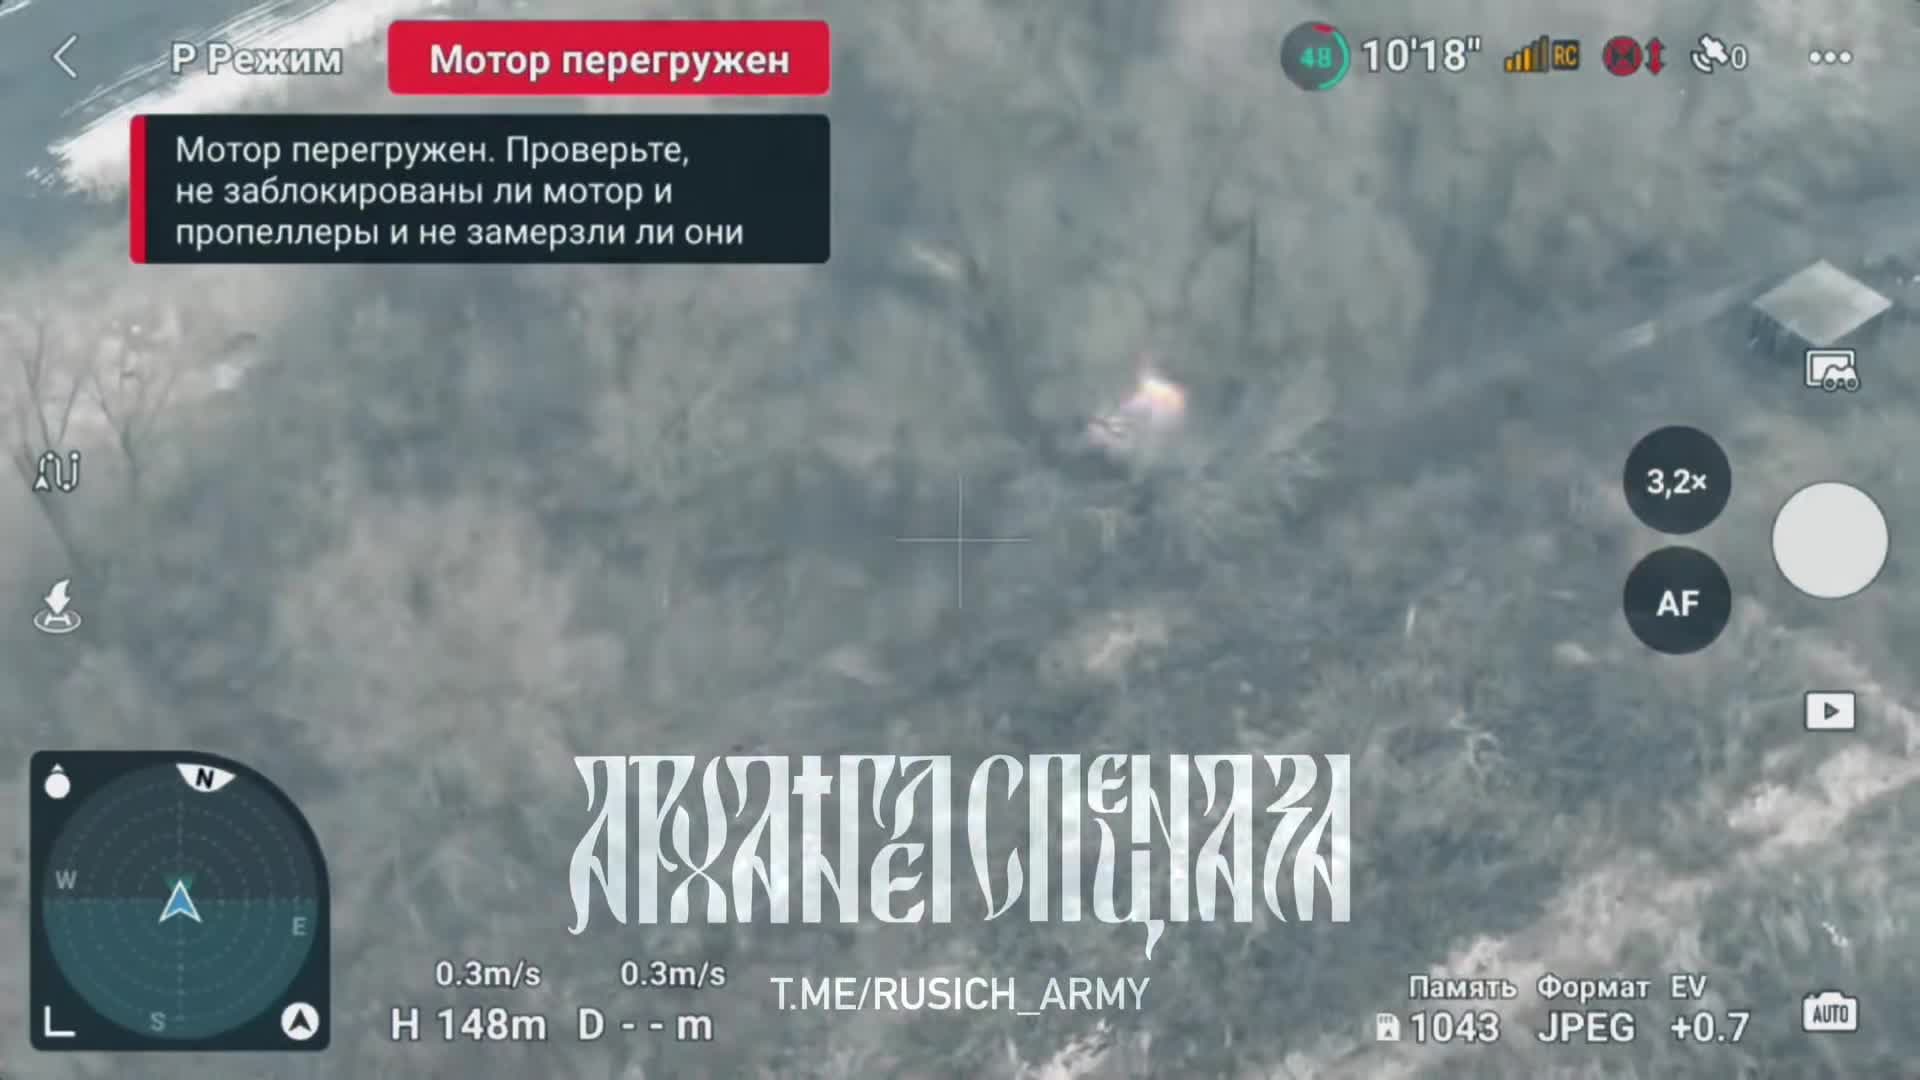 P Режим
Мотор перегружен
48
10'18"
RC
0
Мотор перегружен. Проверьте,
не заблокированы ли мотор и
пропеллеры и не замерзли ли они
3,2×
AF
N
W
E
S
АРХАНГЕЛ СПЕЦНАЗА
T.ME/RUSICH_ARMY
0.3m/s 0.3m/s
H 148m D - - m
Память Формат EV
1043 JPEG +0.7
AUTO